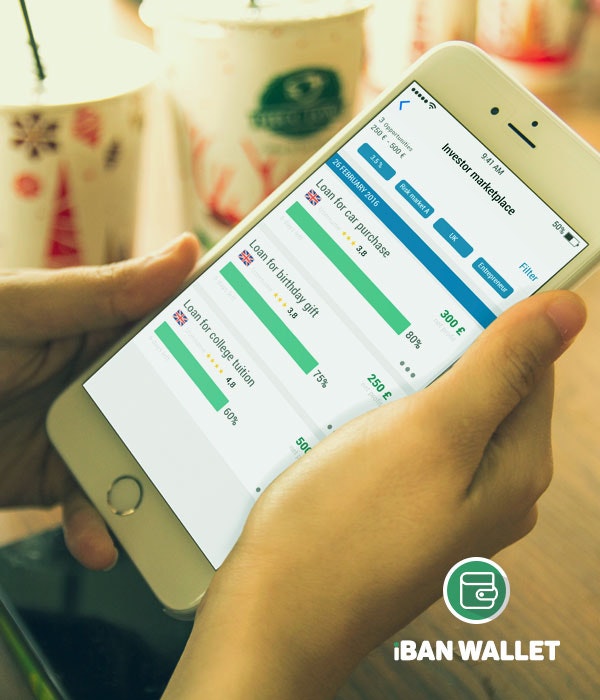 9:41 AM
50%
Investor marketplace
3 Opportunities
250 € - 500 €
Filter
3.5 %
Risk market A
UK
Entrepreneur
26 FEBRUARY 2016
Loan for car purchase
3,8
80%
300 £
Loan for birthday gift
3,8
75%
250 £
Loan for college tuition
4,8
60%
500
iBAN WALLET